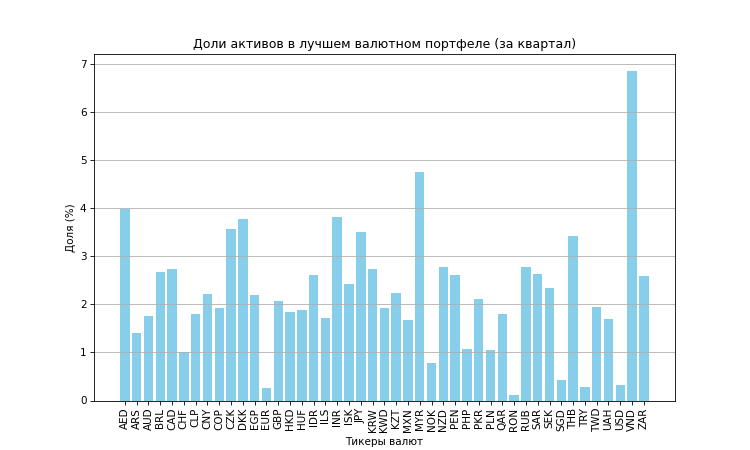 Доли активов в лучшем валютном портфеле (за квартал)
Доля (%)
7
6
5
4
3
2
1
0
AED ARS AUD BRL CAD CHF CLP CNY COP CZK DKK EGP EUR GBP HKD HUF IDR ILS INR ISK JPY KRW KWD KZT MXN MYR NOK NZD PEN PHP PKR PLN QAR RON RUB SAR SEK SGD THB TRY TWD UAH USD VND ZAR
Тикеры валют